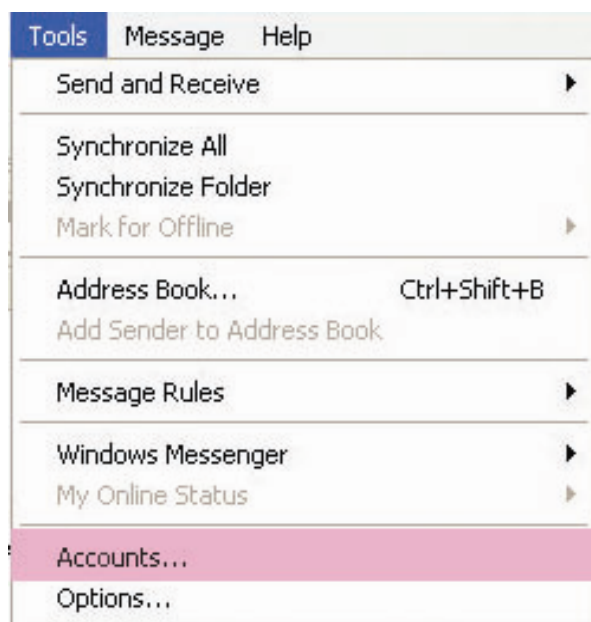 Tools Message Help
Send and Receive
Synchronize All
Synchronize Folder
Mark for Offline
Address Book... Ctrl+Shift+B
Add Sender to Address Book
Message Rules
Windows Messenger
My Online Status
Accounts...
Options...